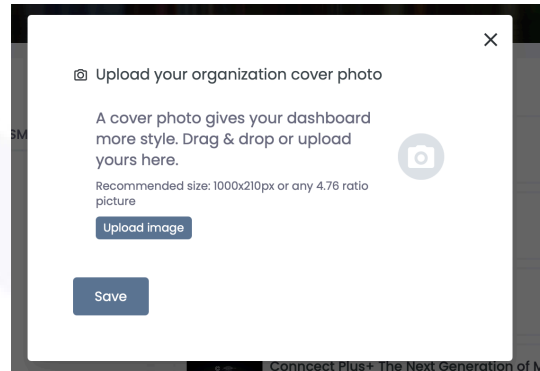 Upload your organization cover photo
SM
A cover photo gives your dashboard
more style. Drag & drop or upload
yours here.
Recommended size: 1000x210px or any 4.76 ratio
picture
Upload image
Save
Conncect Plus+ The Next Generation of M